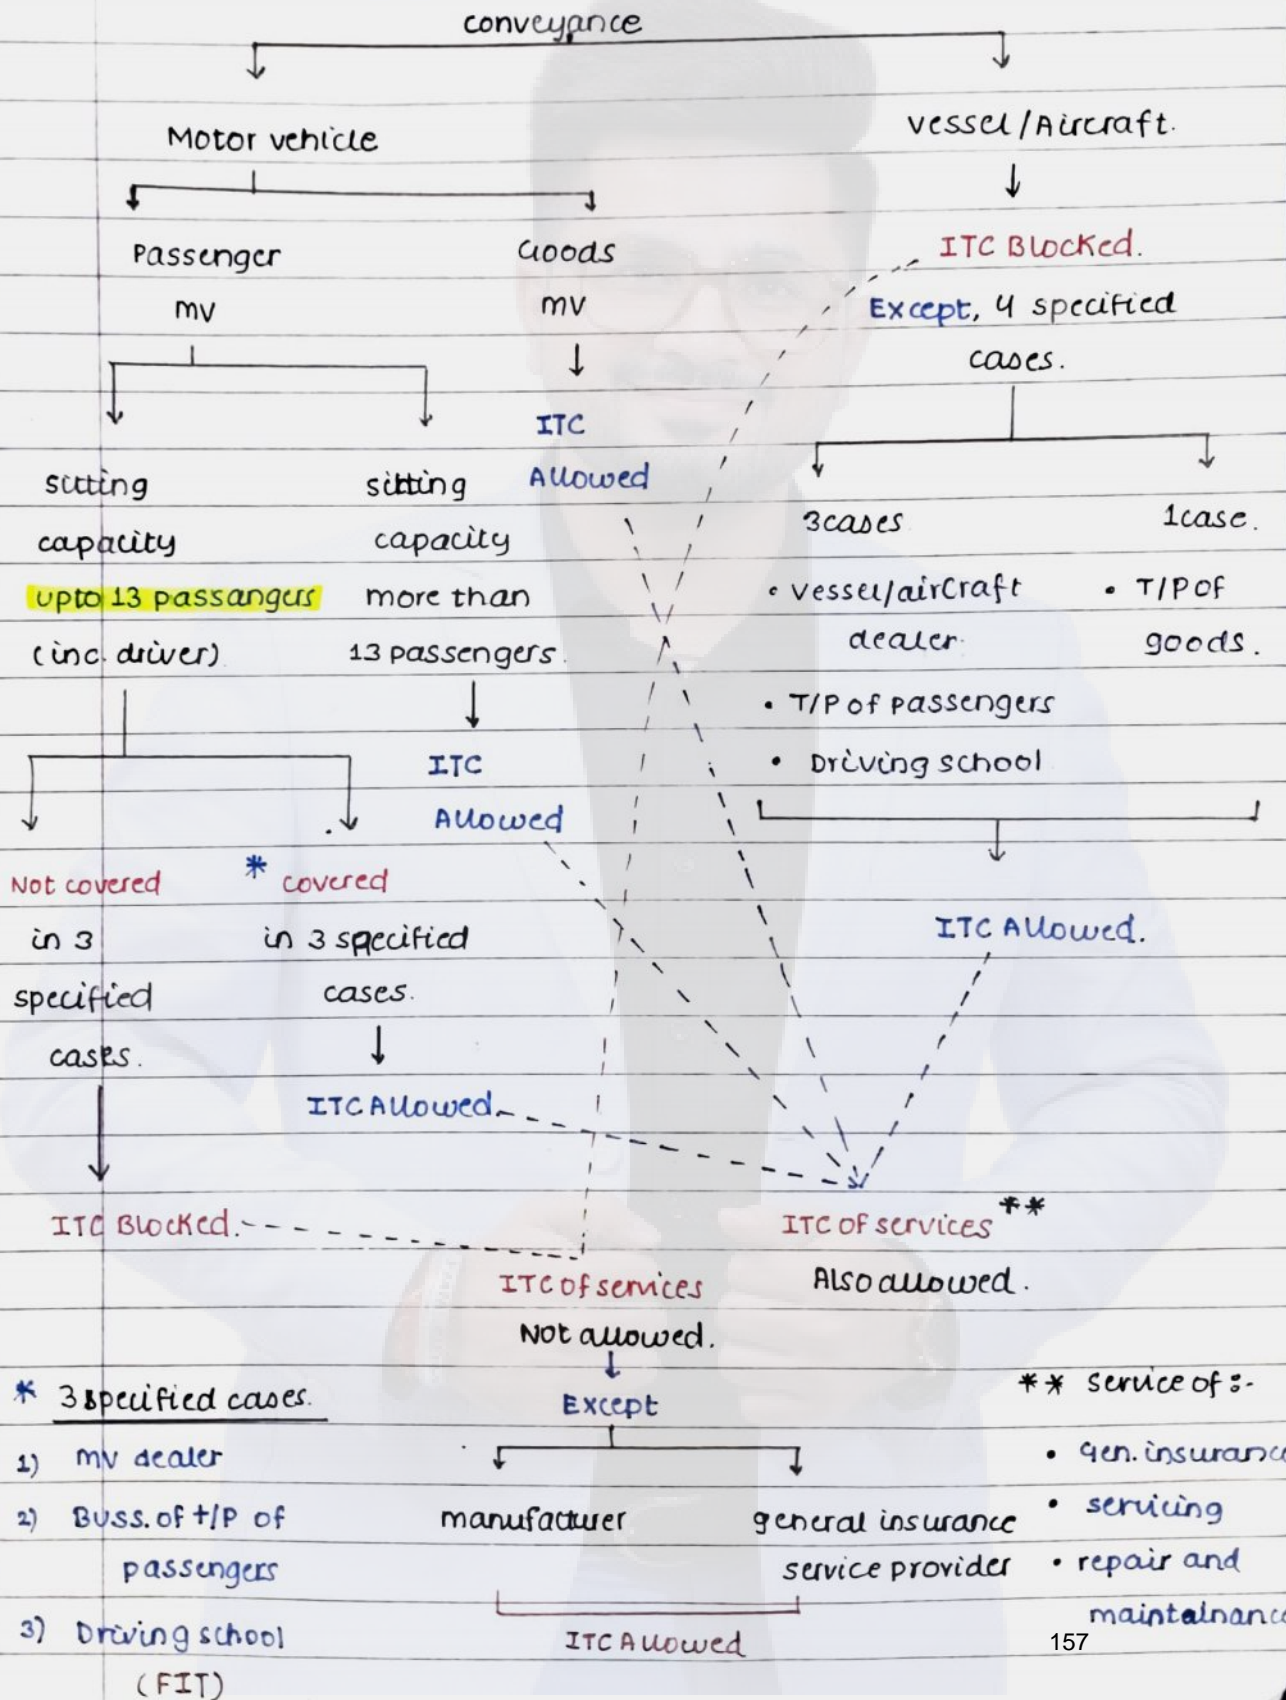 conveyance
Motor vehicle
vessel/Aircraft.
Passenger
mv
Goods
mv
ITC Blocked.
Except, 4 specified
cases.
ITC
Allowed
sitting
capacity
upto 13 passangers
(inc. driver)
sitting
capacity
more than
13 passengers.
ITC
Allowed
3cases
• vessel/aircraft
dealer.
• T/P of passengers
• Driving school
1case.
• T/P of
goods.
ITC Allowed.
Not covered
in 3
specified
cases.
* covered
in 3 specified
cases.
ITC Allowed
ITC Blocked.
ITC of services
Not allowed.
Except
manufacturer
general insurance
service provider
ITC Allowed
ITC of services **
Also allowed.
* 3 specified cases.
1) mv dealer
2) Buss. of t/P of
passengers
3) Driving school
(FIT)
** service of :-
• Gen. insuranc
• servicing
• repair and
maintainanc
157